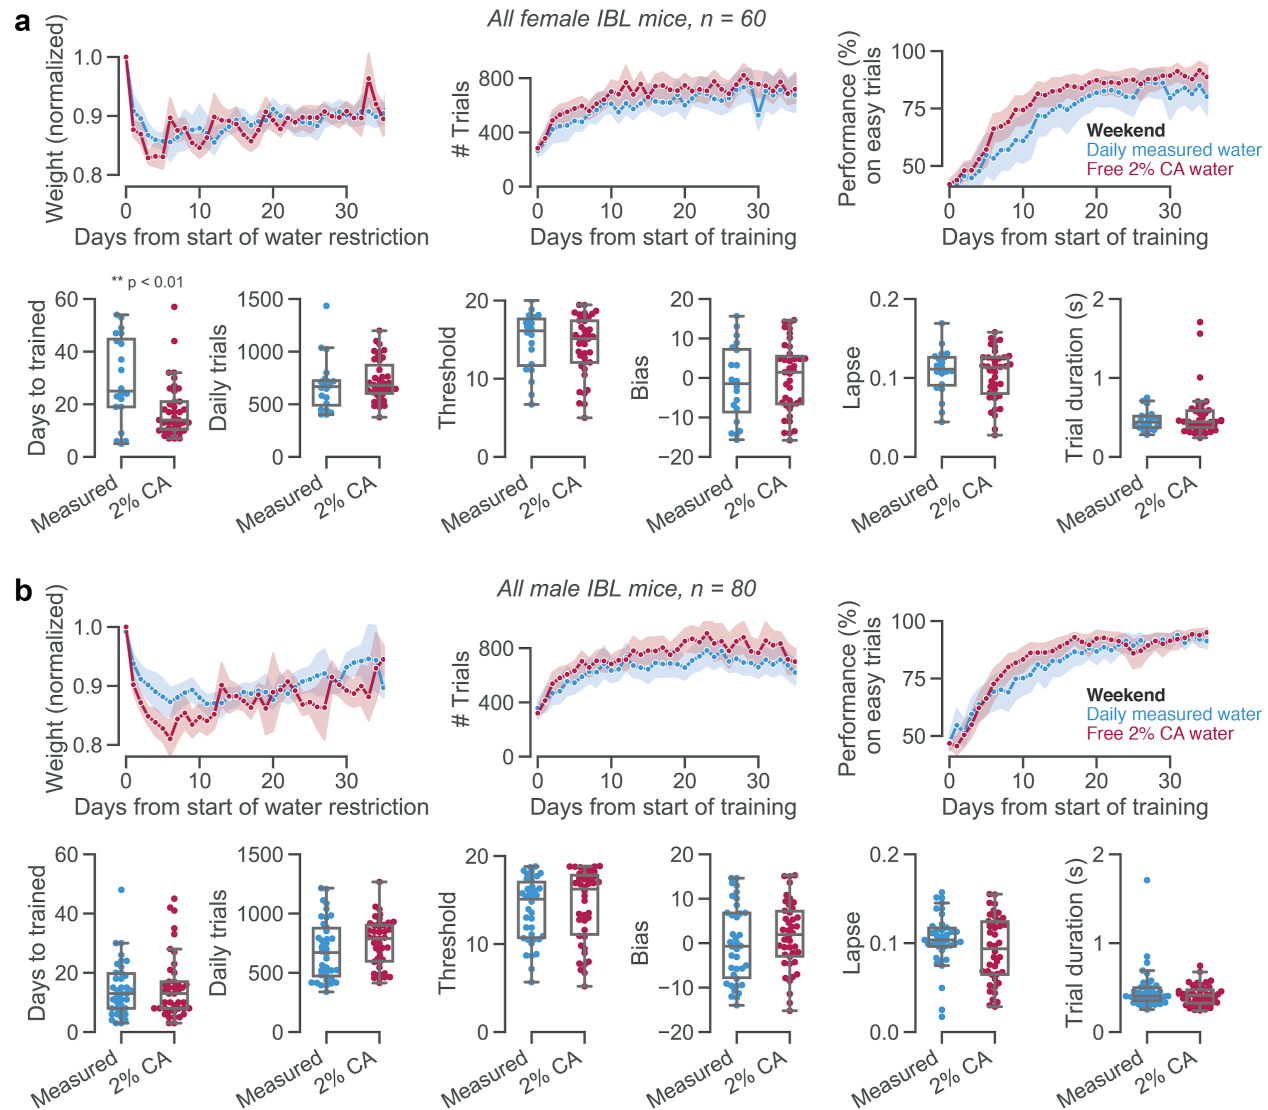 a
All female IBL mice, n = 60
Weight (normalized)
1.0
0.9
0.8
0
10
20
30
Days from start of water restriction
# Trials
800
400
0
0
10
20
30
Days from start of training
Performance (%)
on easy trials
100
75
50
0
10
20
30
Days from start of training
Weekend
Daily measured water
Free 2% CA water
** p < 0.01
Days to trained
60
40
20
0
Measured
2% CA
Daily trials
1500
1000
500
0
Measured
2% CA
Threshold
20
10
0
Measured
2% CA
Bias
20
10
0
−10
−20
Measured
2% CA
Lapse
0.2
0.1
0.0
Measured
2% CA
Trial duration (s)
2
1
0
Measured
2% CA
b
All male IBL mice, n = 80
Weight (normalized)
1.0
0.9
0.8
0
10
20
30
Days from start of water restriction
# Trials
800
400
0
0
10
20
30
Days from start of training
Performance (%)
on easy trials
100
75
50
0
10
20
30
Days from start of training
Weekend
Daily measured water
Free 2% CA water
Days to trained
60
40
20
0
Measured
2% CA
Daily trials
1500
1000
500
0
Measured
2% CA
Threshold
20
10
0
Measured
2% CA
Bias
20
10
0
−10
−20
Measured
2% CA
Lapse
0.2
0.1
0.0
Measured
2% CA
Trial duration (s)
2
1
0
Measured
2% CA